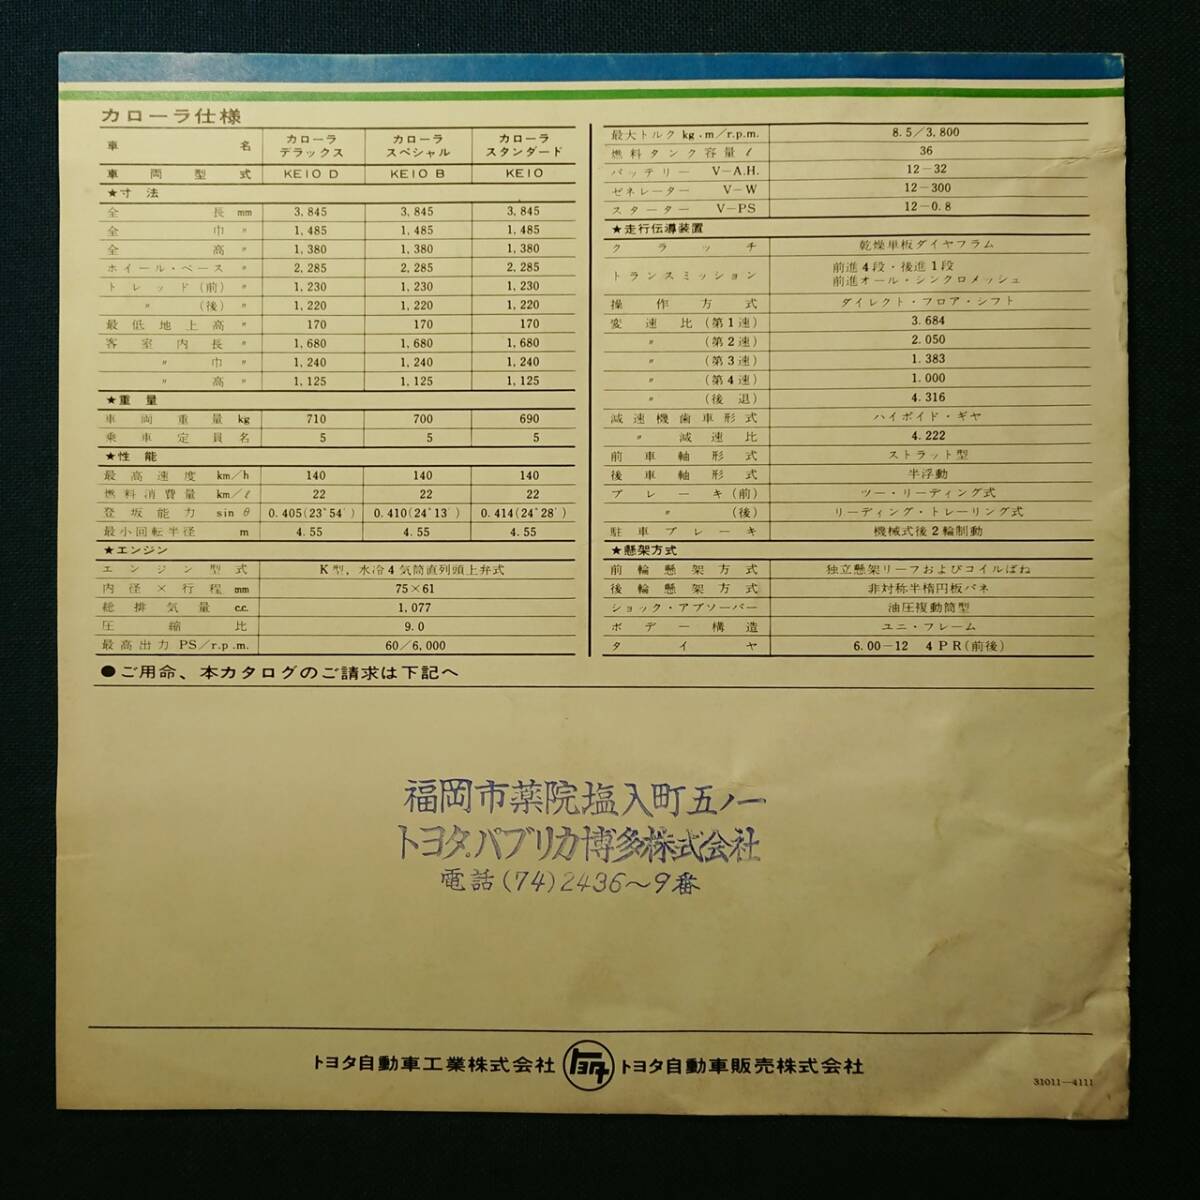 カローラ仕様
車名 カローラデラックス カローラスペシャル カローラスタンダード
車両型式 KE10 D KE10 B KE10
★寸法
全長 mm 3,845 3,845 3,845
全巾 〃 1,485 1,485 1,485
全高 〃 1,380 1,380 1,380
ホイール・ベース 〃 2,285 2,285 2,285
トレッド(前) 〃 1,230 1,230 1,230
〃 (後) 〃 1,220 1,220 1,220
最低地上高 〃 170 170 170
客室内長 〃 1,680 1,680 1,680
〃 巾 〃 1,240 1,240 1,240
〃 高 〃 1,125 1,125 1,125
★重量
車両重量 kg 710 700 690
乗車定員 名 5 5 5
★性能
最高速度 km/h 140 140 140
燃料消費量 km/ℓ 22 22 22
登坂能力 sin θ 0.405(23°54′) 0.410(24°13′) 0.414(24°28′)
最小回転半径 m 4.55 4.55 4.55
★エンジン
エンジン型式 K型、水冷4気筒直列頭上弁式
内径×行程 mm 75×61
総排気量 c.c. 1,077
圧縮比 9.0
最高出力 PS/r.p.m. 60/6,000
最大トルク kg.m/r.p.m. 8.5/3,800
燃料タンク容量 ℓ 36
バッテリー V-A.H. 12-32
ゼネレーター V-W 12-300
スターター V-PS 12-0.8
★走行伝導装置
クラッチ 乾燥単板ダイヤフラム
トランスミッション 前進4段・後進1段
前進オール・シンクロメッシュ
操作方式 ダイレクト・フロア・シフト
変速比(第1速) 3.684
〃 (第2速) 2.050
〃 (第3速) 1.383
〃 (第4速) 1.000
〃 (後退) 4.316
減速機歯車形式 ハイポイド・ギヤ
〃 減速比 4.222
前車軸形式 ストラット型
後車軸形式 半浮動
ブレーキ(前) ツー・リーディング式
〃 (後) リーディング・トレーリング式
駐車ブレーキ 機械式後2輪制動
★懸架方式
前輪懸架方式 独立懸架リーフおよびコイルばね
後輪懸架方式 非対称半楕円板バネ
ショック・アブソーバー 油圧複動筒型
ボデー構造 ユニ・フレーム
タイヤ 6.00-12 4PR(前後)
●ご用命、本カタログのご請求は下記へ
福岡市薬院塩入町五ノ一
トヨタパブリカ博多株式会社
電話(74)2436〜9番
トヨタ自動車工業株式会社 トヨタ トヨタ自動車販売株式会社
31011-4111